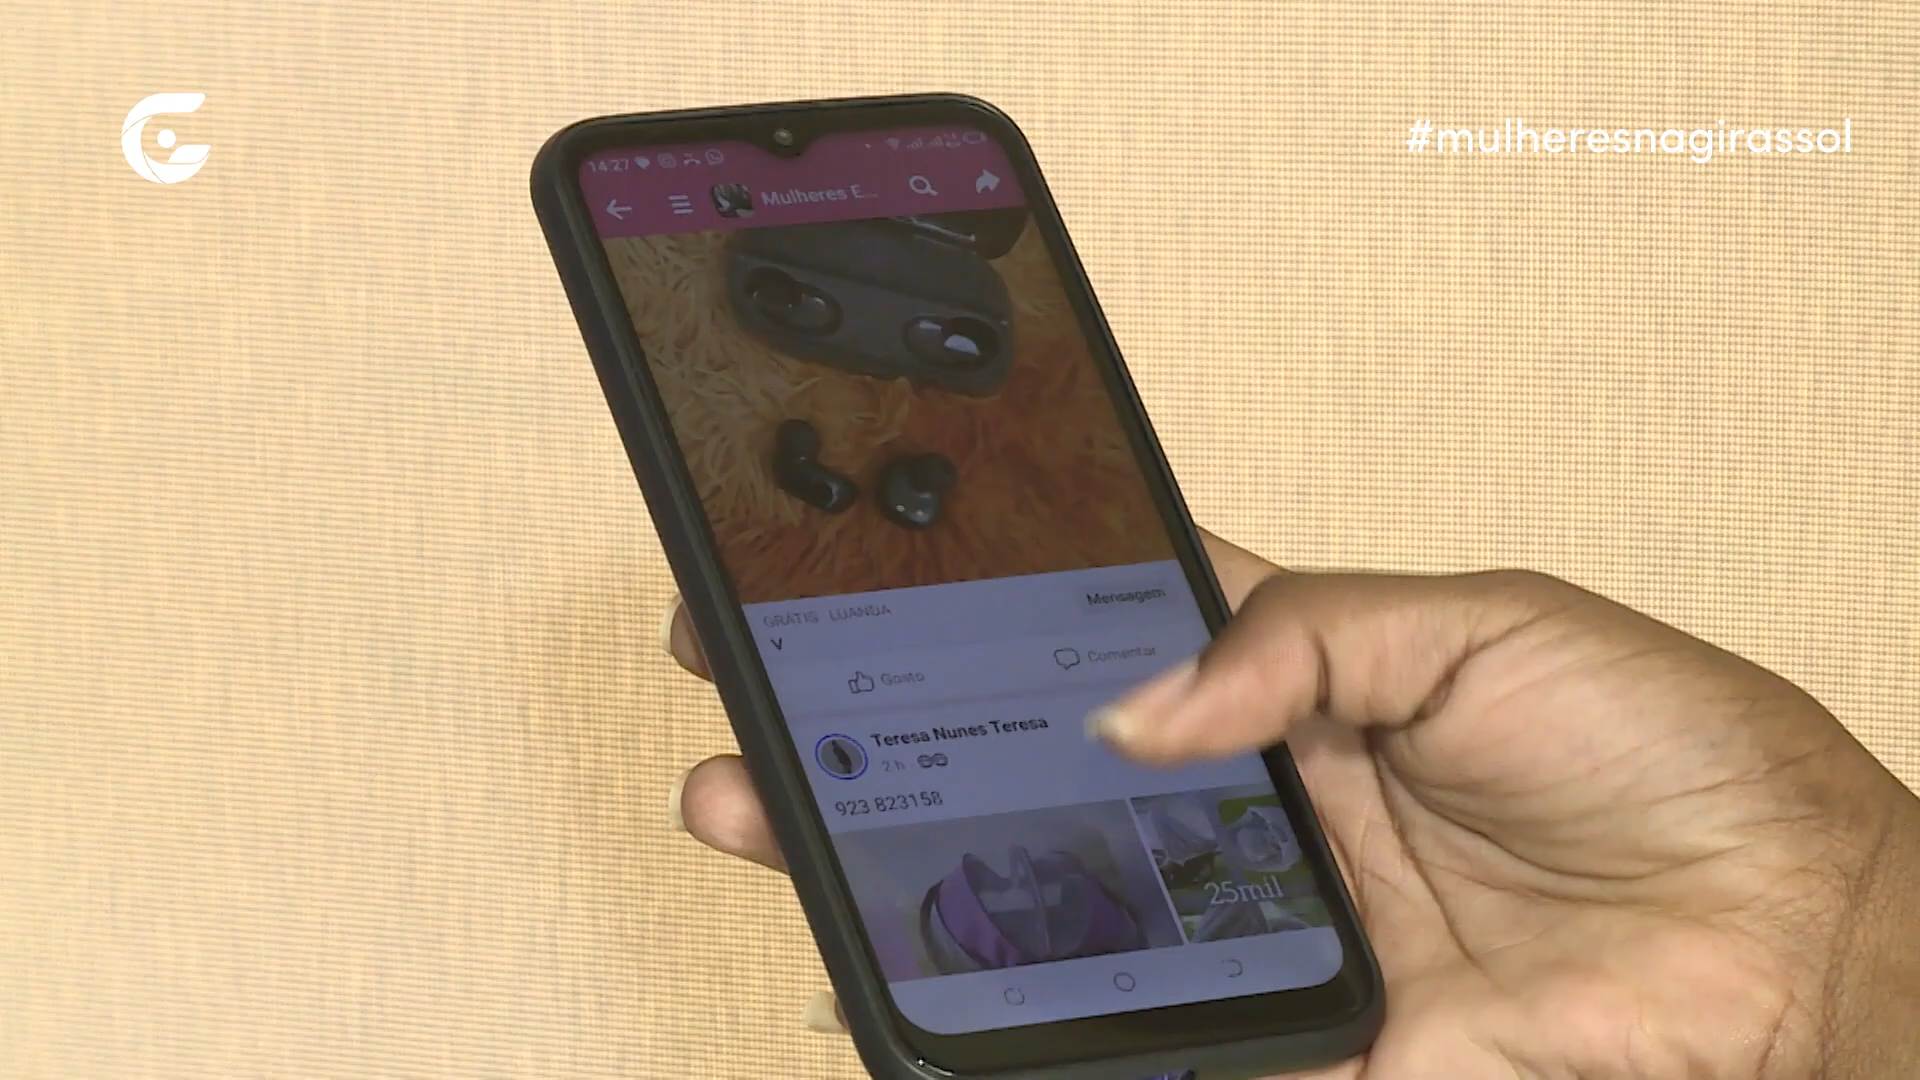 #mulheresnagirassol
14:27
Mulheres E...
GRÁTIS LUANDA
Mensagem
V
Gosto
Comentar
Teresa Nunes Teresa
2 h
923 823158
25mil